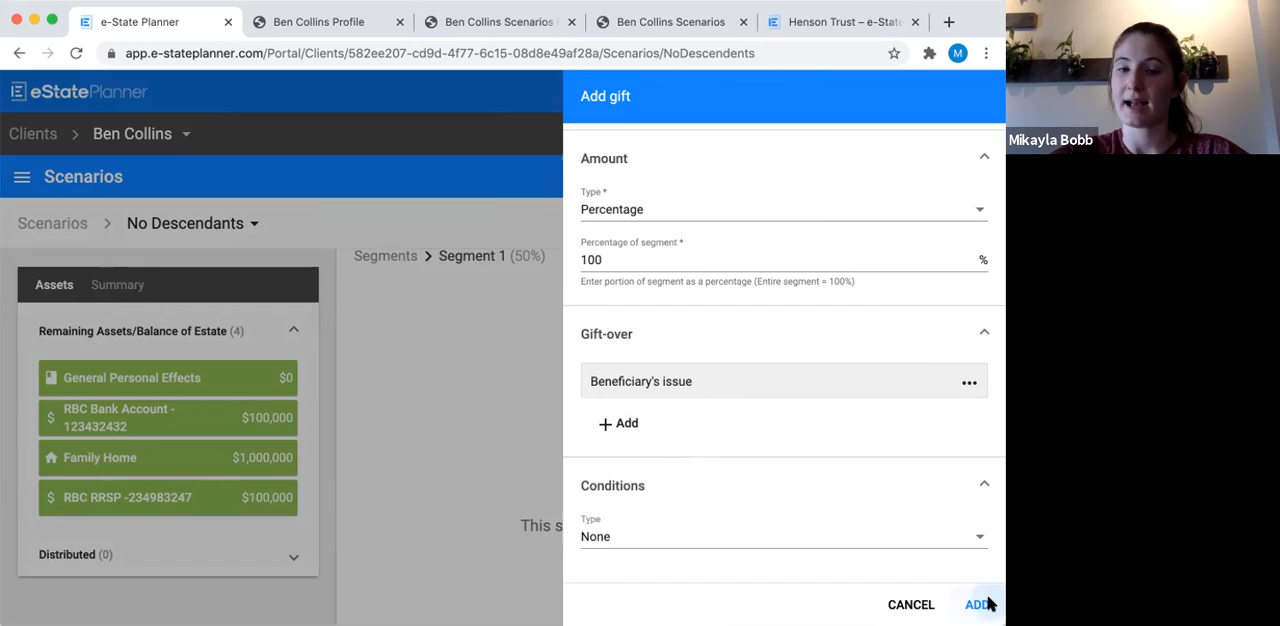 e-State Planner
Ben Collins Profile
Ben Collins Scenarios
Ben Collins Scenarios
Henson Trust – e-State
app.e-stateplanner.com/Portal/Clients/582ee207-cd9d-4f77-6c15-08d8e49af28a/Scenarios/NoDescendents
M
eStatePlanner
Add gift
Mikayla Bobb
Clients > Ben Collins
Scenarios
Scenarios > No Descendants
Segments > Segment 1 (50%)
Assets Summary
Remaining Assets/Balance of Estate (4)
General Personal Effects $0
RBC Bank Account -
123432432 $100,000
Family Home $1,000,000
RBC RRSP -234983247 $100,000
Distributed (0)
This s
Amount
Type *
Percentage
Percentage of segment *
100 %
Enter portion of segment as a percentage (Entire segment = 100%)
Gift-over
Beneficiary's issue
+ Add
Conditions
Type
None
CANCEL ADD